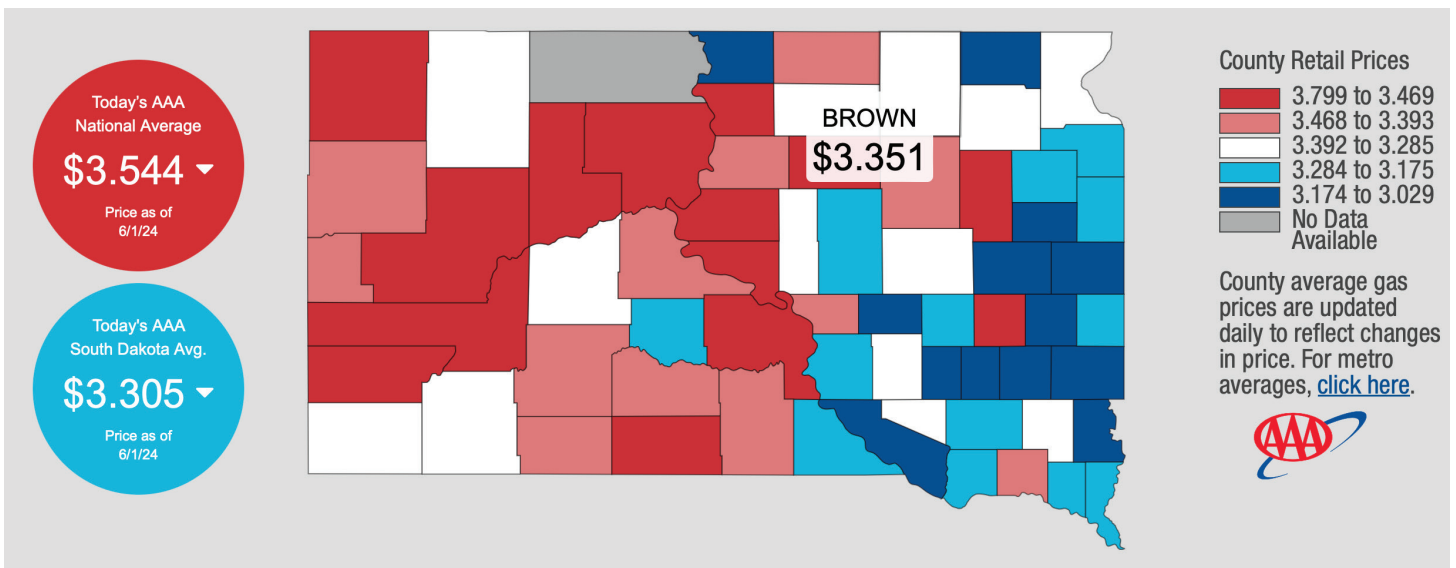 Today's AAA
National Average
$3.544
Price as of
6/1/24
Today's AAA
South Dakota Avg.
$3.305
Price as of
6/1/24
BROWN
$3.351
County Retail Prices
3.799 to 3.469
3.468 to 3.393
3.392 to 3.285
3.284 to 3.175
3.174 to 3.029
No Data
Available
County average gas
prices are updated
daily to reflect changes
in price. For metro
averages, click here.
AAA